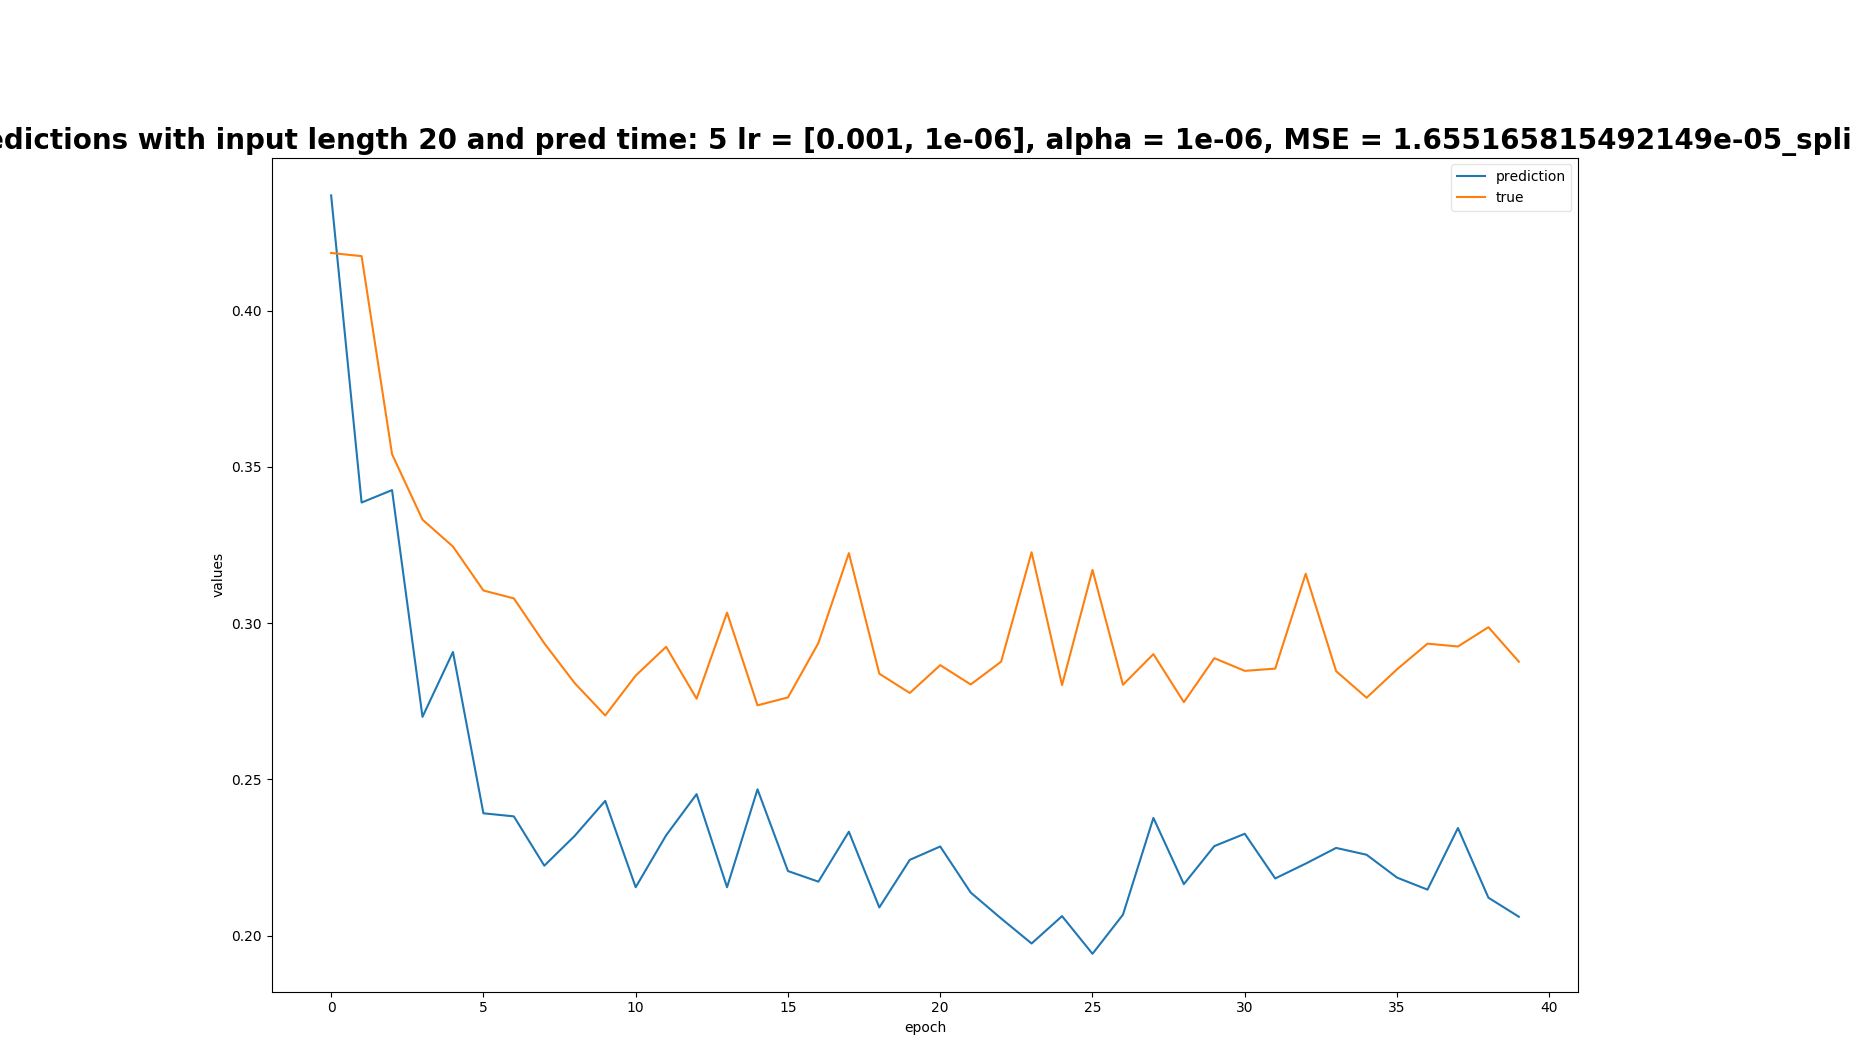 edictions with input length 20 and pred time: 5 lr = [0.001, 1e-06], alpha = 1e-06, MSE = 1.655165815492149e-05_spli
prediction
true
0.40
0.35
0.30
0.25
0.20
values
0 5 10 15 20 25 30 35 40
epoch